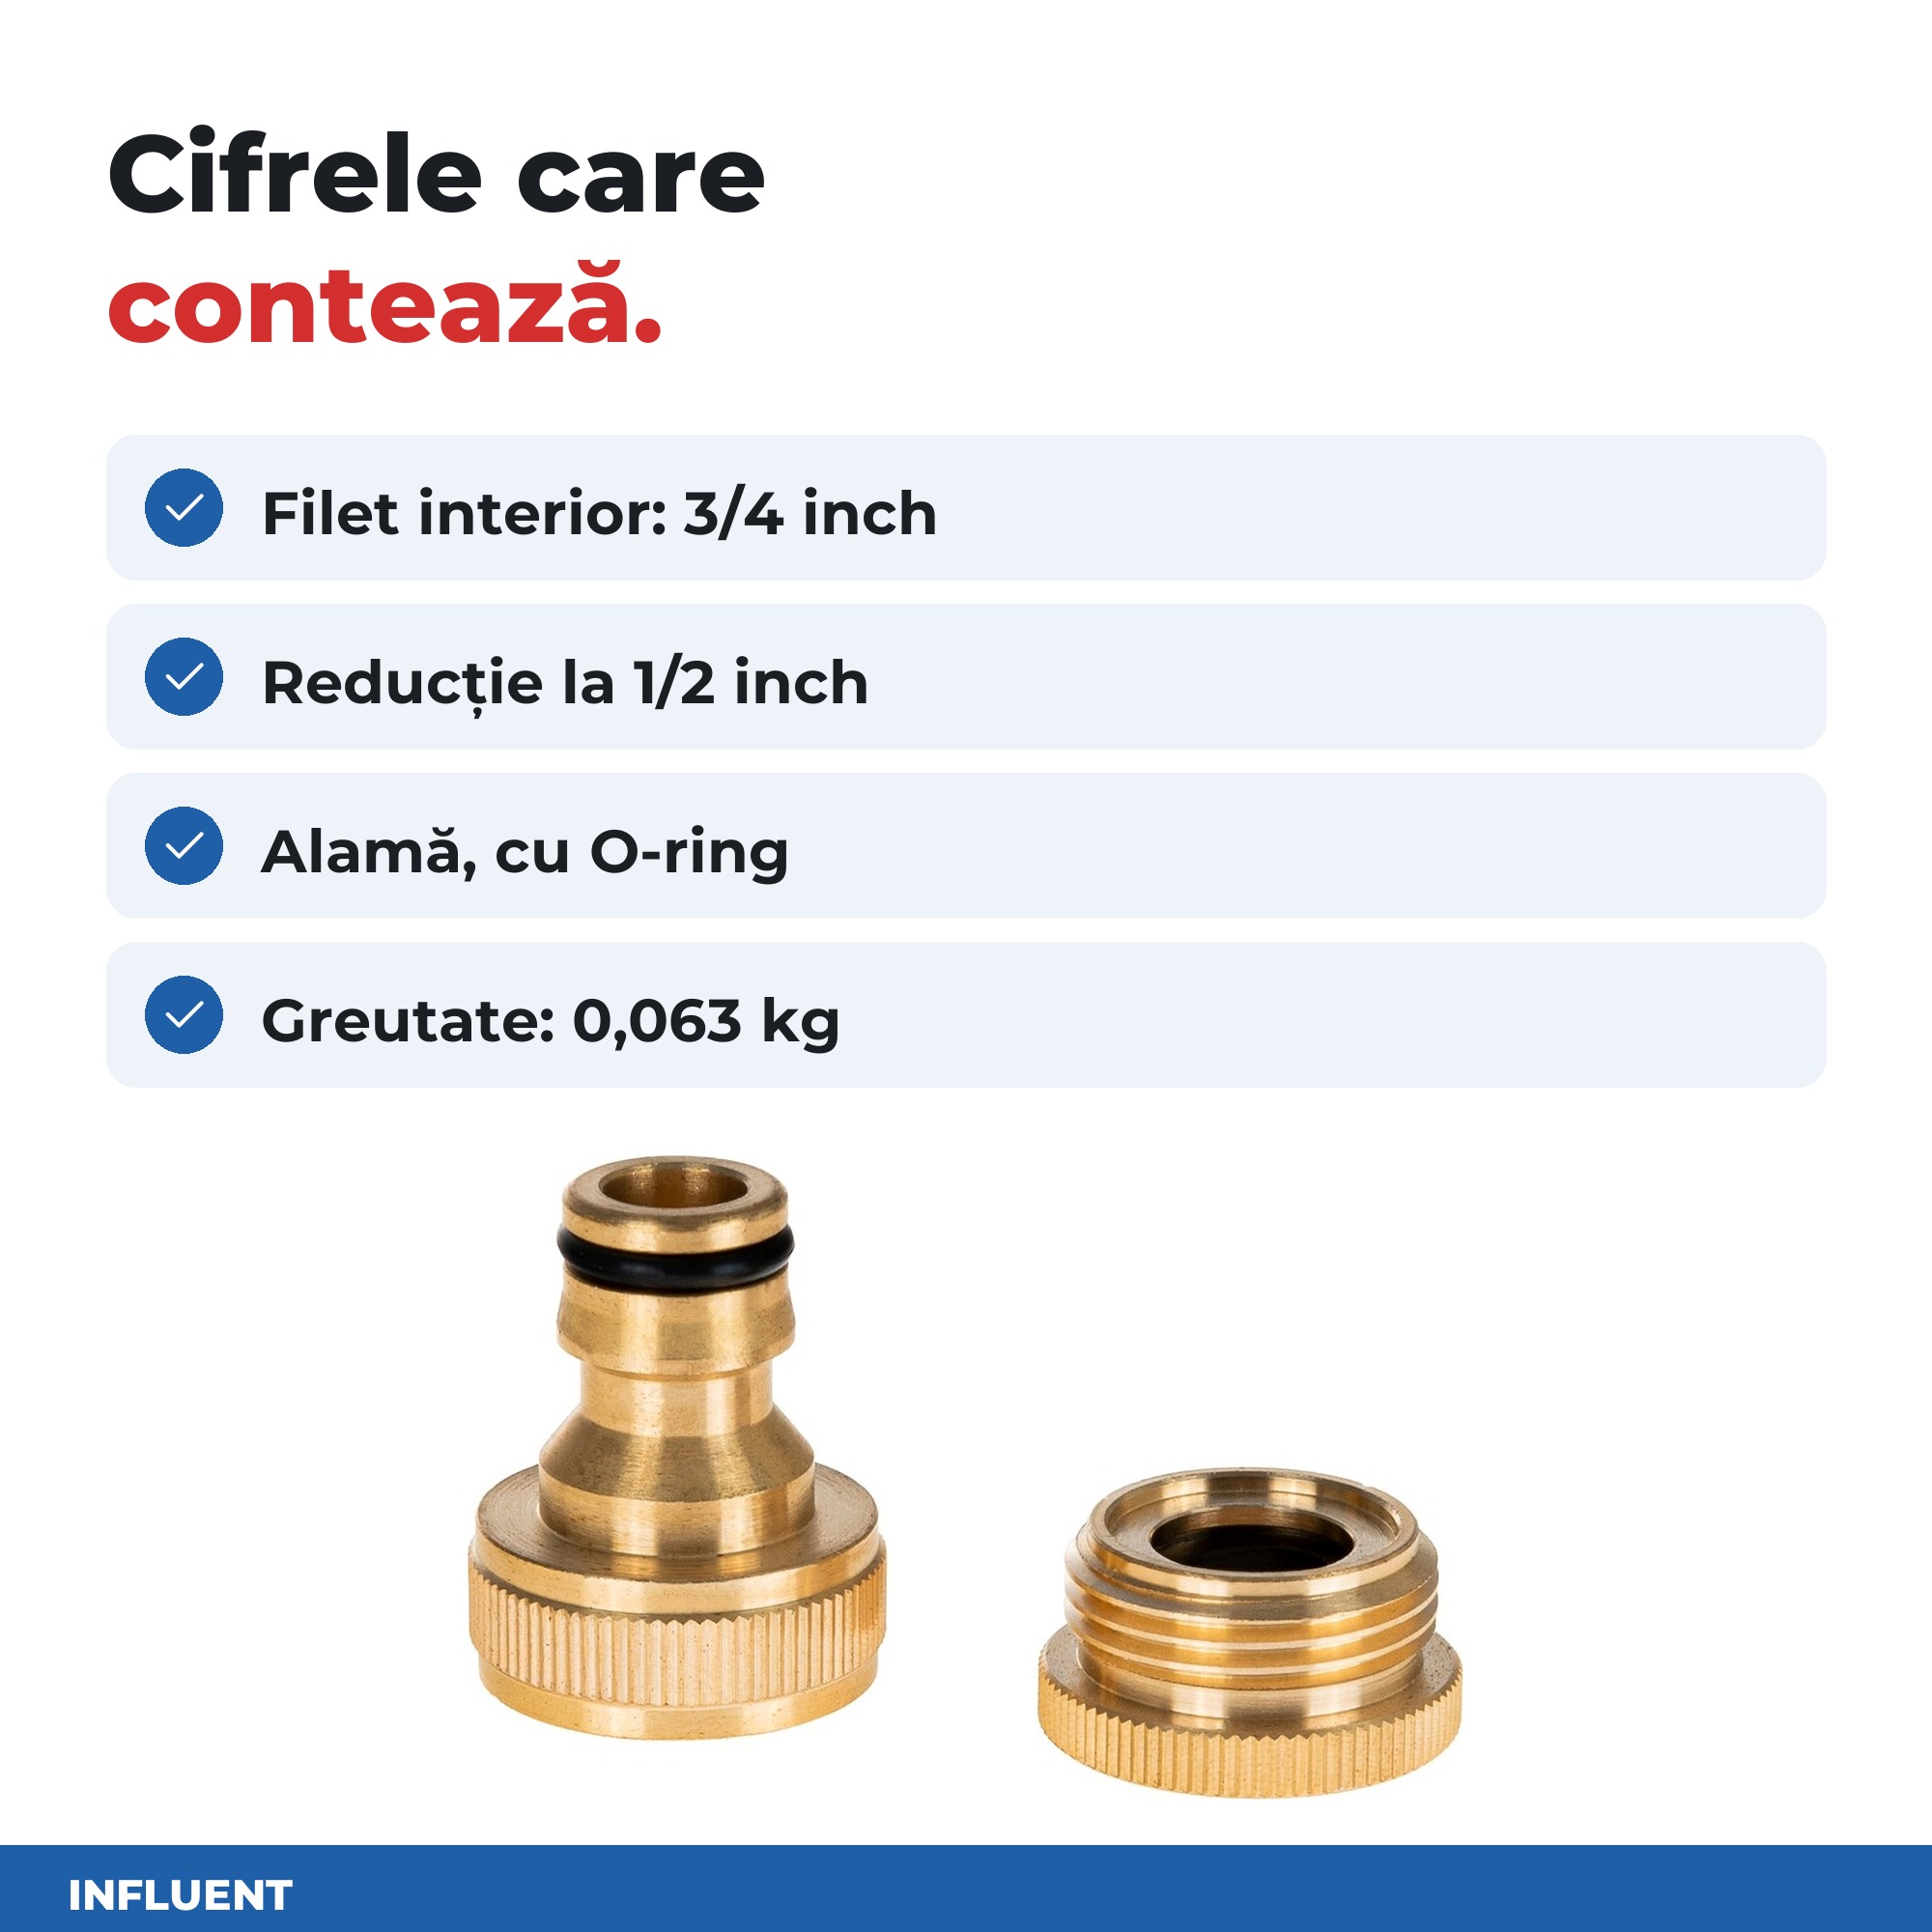 Cifrele care
contează.
Filet interior: 3/4 inch
Reducție la 1/2 inch
Alamă, cu O-ring
Greutate: 0,063 kg
INFLUENT